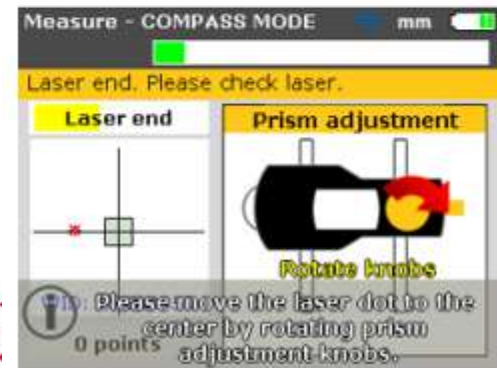 Measure - COMPASS MODE mm
Laser end. Please check laser.
Laser end
Prism adjustment
Rotate knobs
Please move the laser dot to the
center by rotating prism
adjustment knobs.
0 points